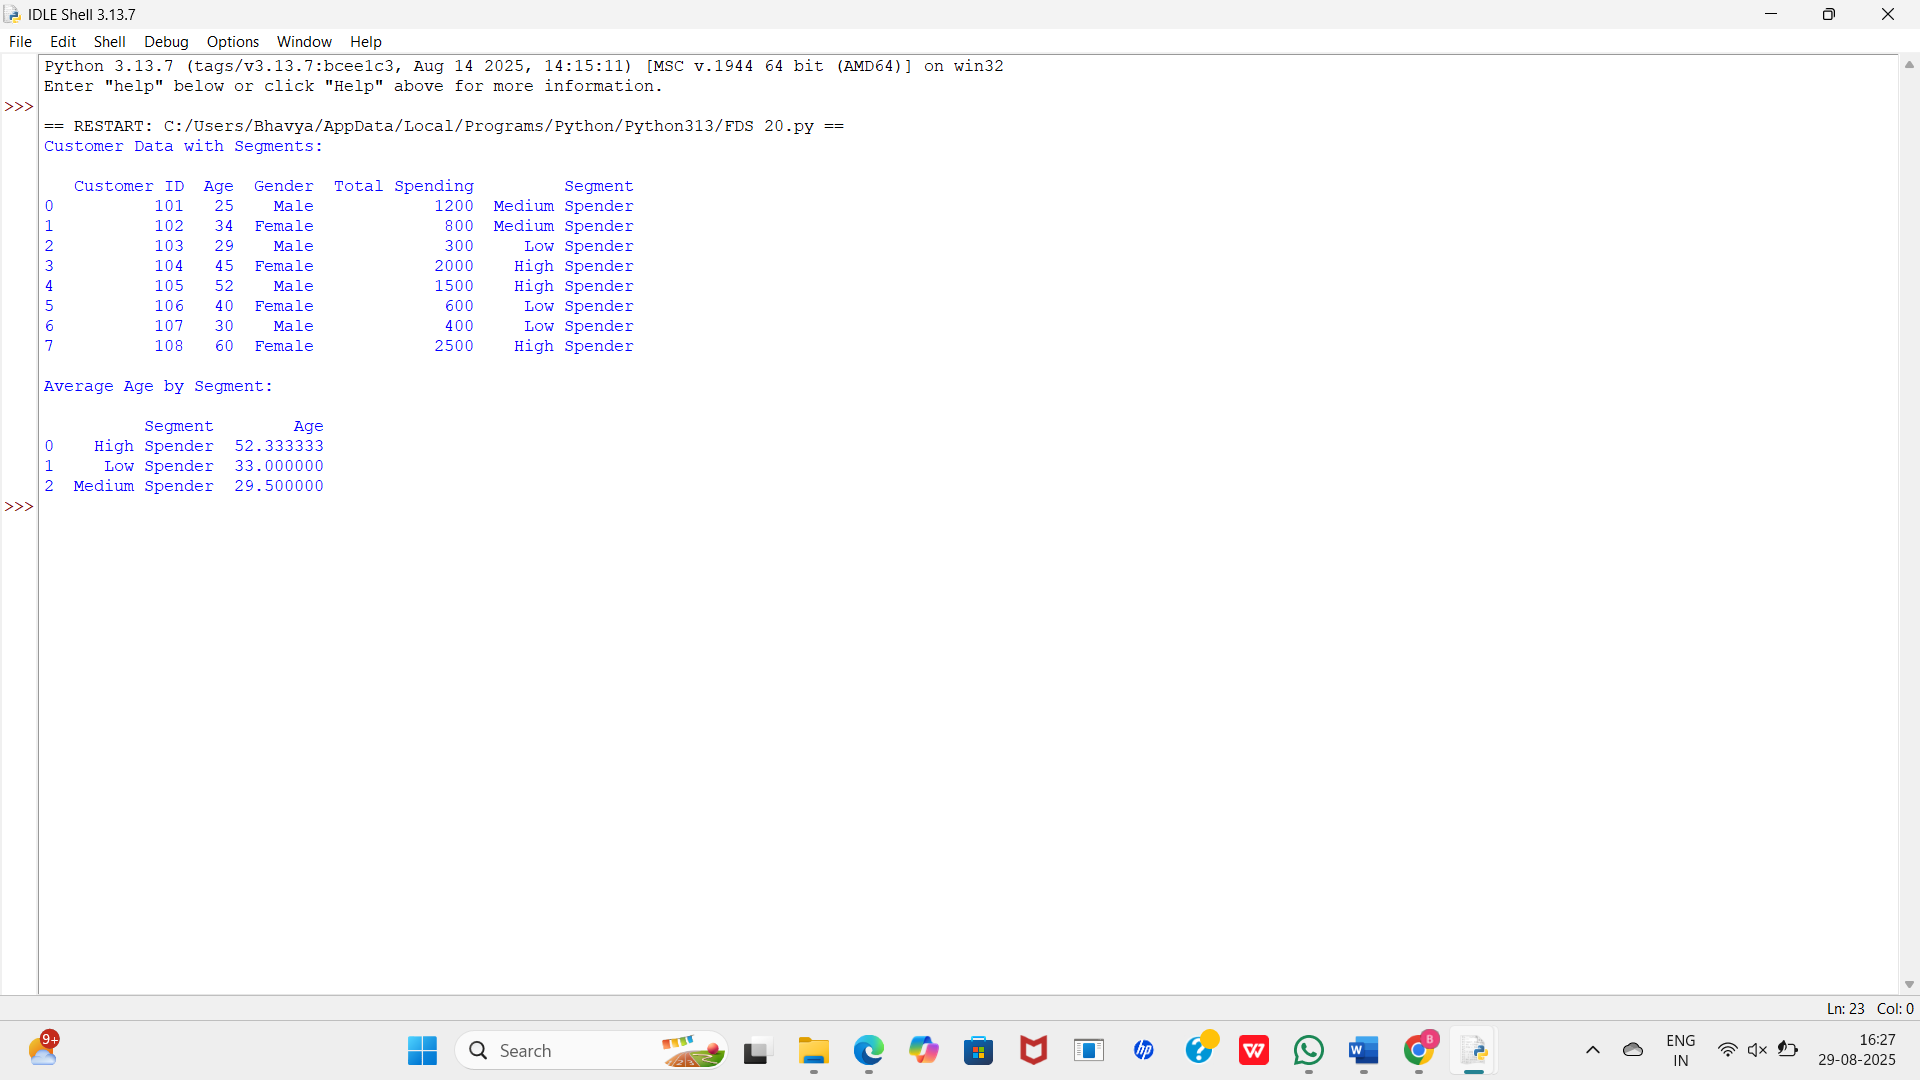 IDLE Shell 3.13.7
File Edit Shell Debug Options Window Help
Python 3.13.7 (tags/v3.13.7:bcee1c3, Aug 14 2025, 14:15:11) [MSC v.1944 64 bit (AMD64)] on win32
Enter "help" below or click "Help" above for more information.
>>>
== RESTART: C:/Users/Bhavya/AppData/Local/Programs/Python/Python313/FDS 20.py ==
Customer Data with Segments:
Customer ID Age Gender Total Spending Segment
0 101 25 Male 1200 Medium Spender
1 102 34 Female 800 Medium Spender
2 103 29 Male 300 Low Spender
3 104 45 Female 2000 High Spender
4 105 52 Male 1500 High Spender
5 106 40 Female 600 Low Spender
6 107 30 Male 400 Low Spender
7 108 60 Female 2500 High Spender
Average Age by Segment:
Segment Age
0 High Spender 52.333333
1 Low Spender 33.000000
2 Medium Spender 29.500000
>>>
Ln: 23 Col: 0
9+
Search
hp
W
W
B
ENG
IN
16:27
29-08-2025